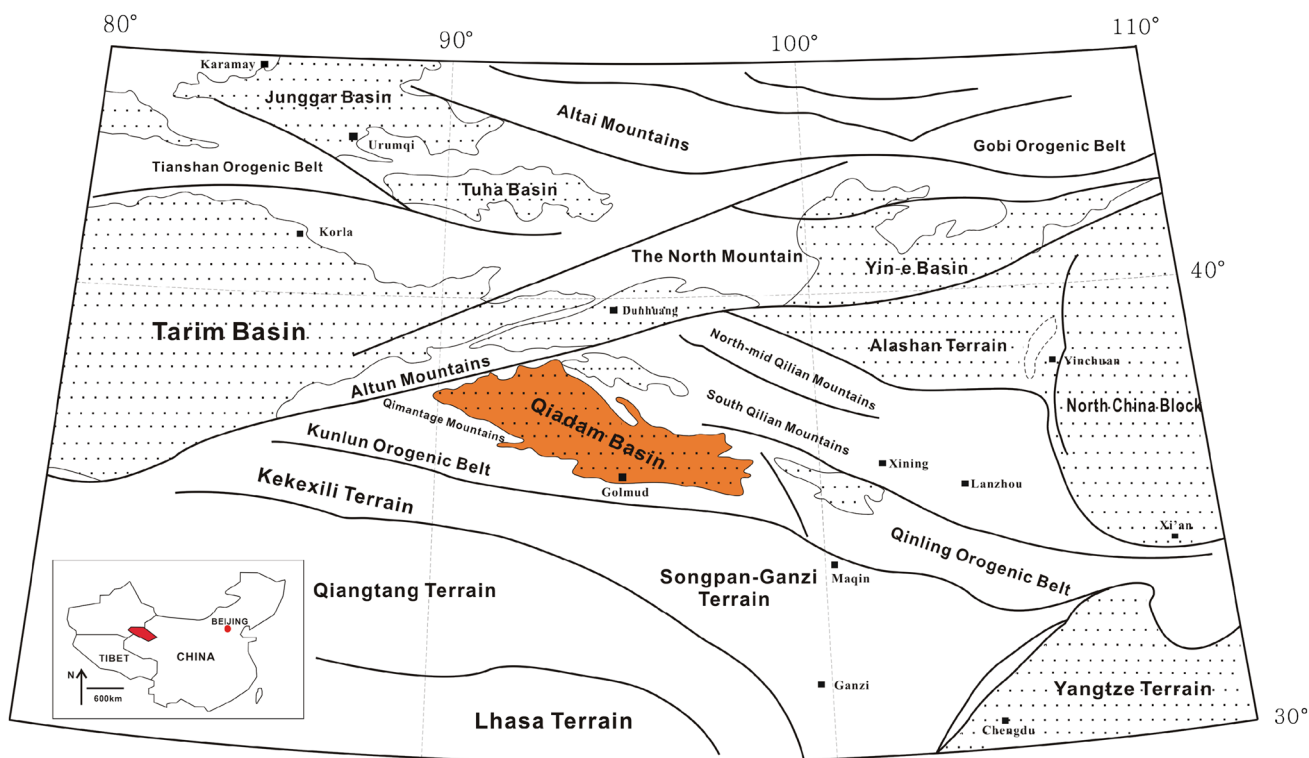 80°
90°
100°
110°
Karamay
Junggar Basin
Urumqi
Altai Mountains
Gobi Orogenic Belt
Tianshan Orogenic Belt
Tuha Basin
Korla
The North Mountain
Yin-e Basin
40°
Tarim Basin
Dunhuang
North-mid Qilian Mountains
Alashan Terrain
Yinchuan
Altun Mountains
Qimantage Mountains
Qiadam Basin
South Qilian Mountains
North China Block
Kunlun Orogenic Belt
Kekexili Terrain
Golmud
Xining
Lanzhou
Xi'an
Qinling Orogenic Belt
Maqin
Songpan-Ganzi
Terrain
Qiangtang Terrain
Ganzi
Yangtze Terrain
Lhasa Terrain
Chengdu
30°
BEIJING
TIBET
CHINA
N
600km